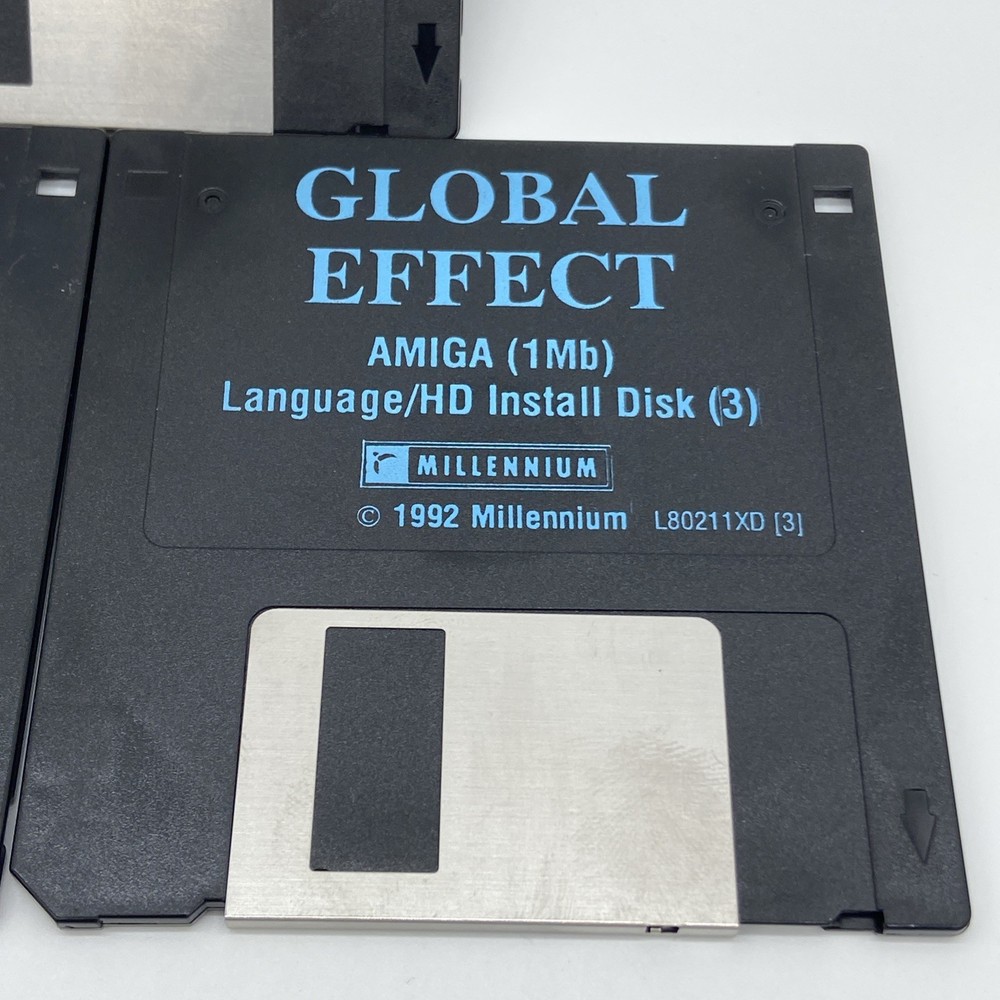 GLOBAL
EFFECT
AMIGA (1Mb)
Language/HD Install Disk (3)
MILLENNIUM
© 1992 Millennium L80211XD [3]